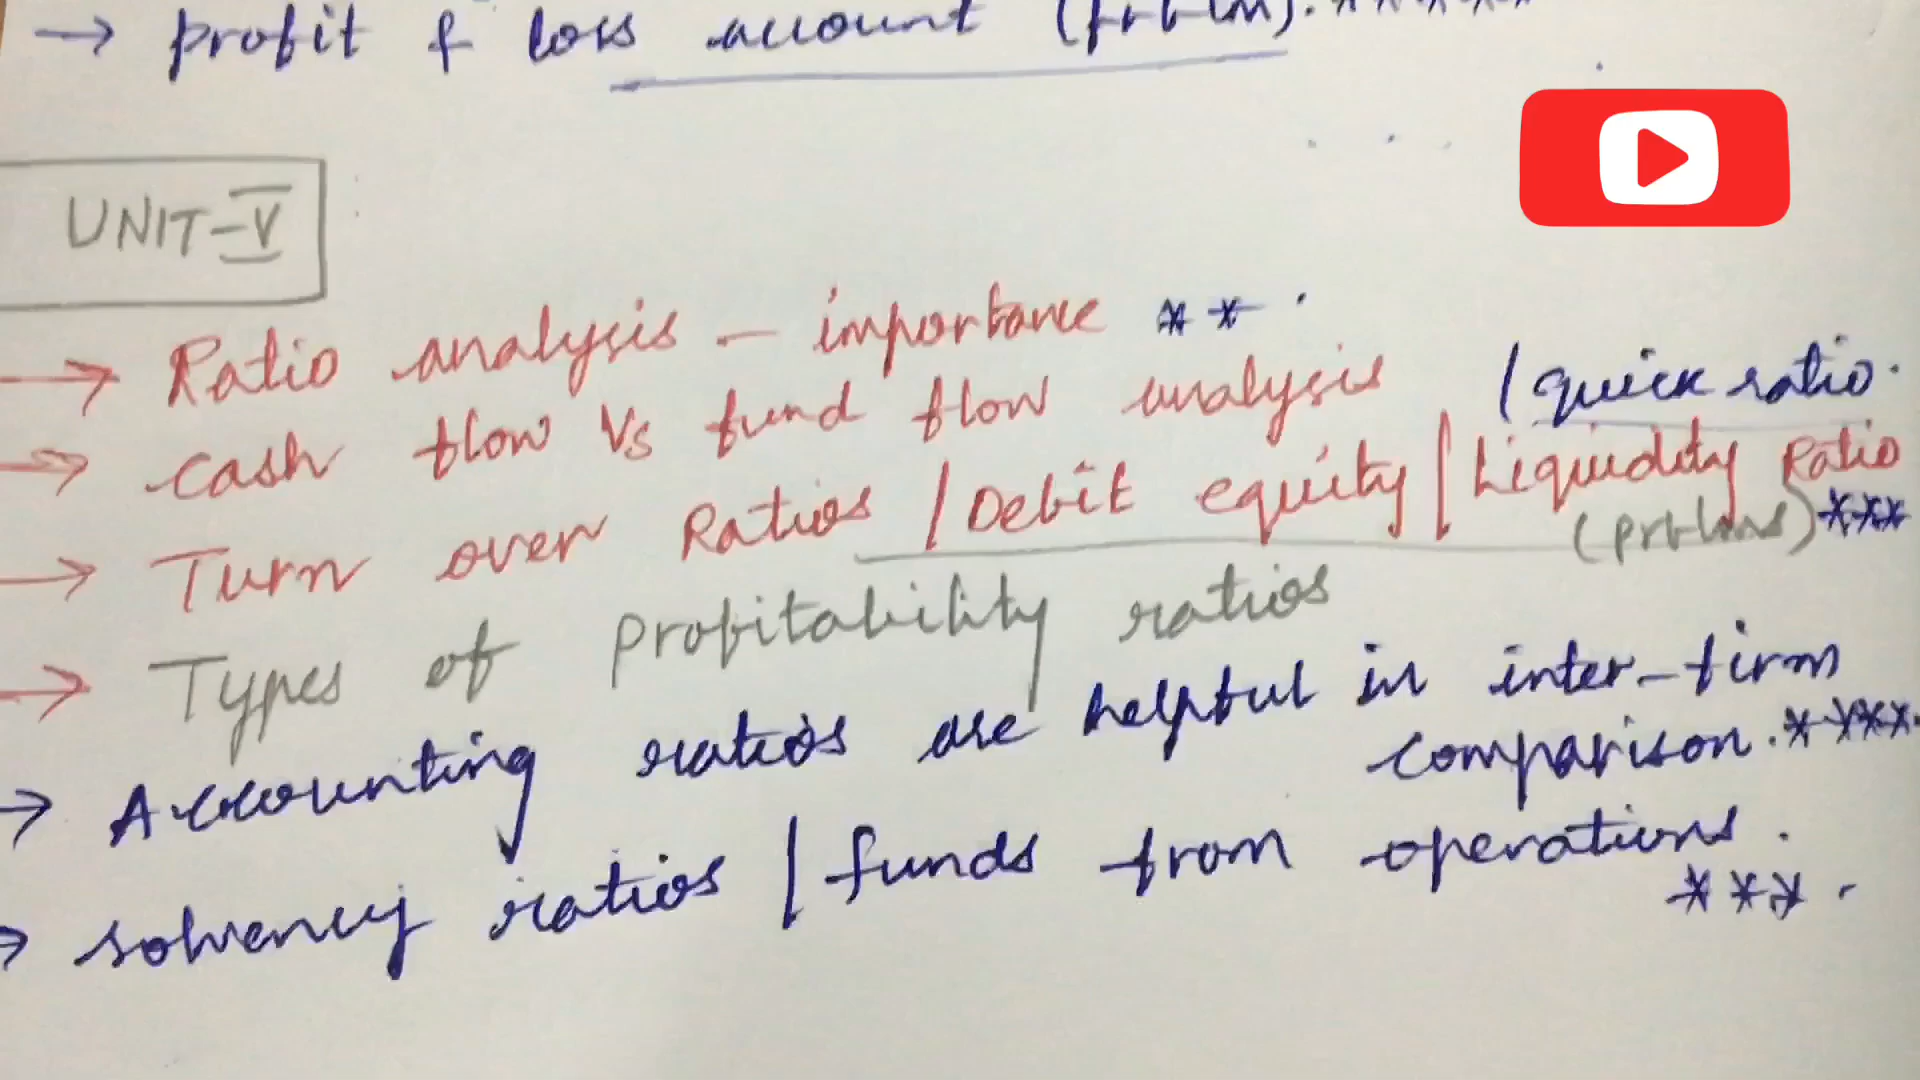 → profit & loss account (prblm). *****
UNIT-V
→ Ratio analysis - importance **
→ cash flow Vs fund flow analysis
/ quick ratio.
→ Turn over Ratios / Debit equity / Liquidity Ratio
(prblms) ***
→ Types of profitability ratios
→ Accounting ratios are helpful in inter-firm
comparison. ****
→ solvency ratios / funds from operations.
***